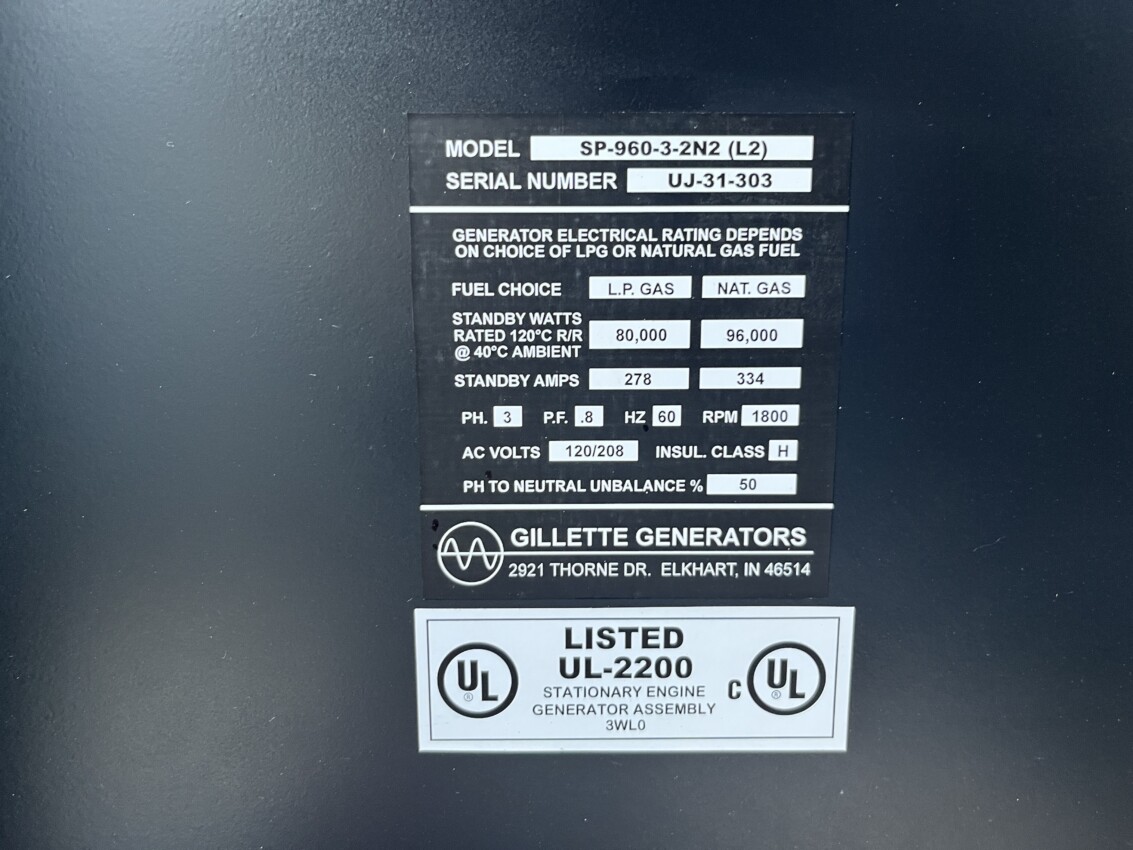 MODEL SP-960-3-2N2 (L2)
SERIAL NUMBER UJ-31-303
GENERATOR ELECTRICAL RATING DEPENDS
ON CHOICE OF LPG OR NATURAL GAS FUEL
FUEL CHOICE L.P. GAS NAT. GAS
STANDBY WATTS
RATED 120°C R/R 80,000 96,000
@ 40°C AMBIENT
STANDBY AMPS 278 334
PH. 3 P.F. .8 HZ 60 RPM 1800
AC VOLTS 120/208 INSUL. CLASS H
PH TO NEUTRAL UNBALANCE % 50
GILLETTE GENERATORS
2921 THORNE DR. ELKHART, IN 46514
LISTED
UL-2200
STATIONARY ENGINE
GENERATOR ASSEMBLY
3WL0
UL ®
C UL ®